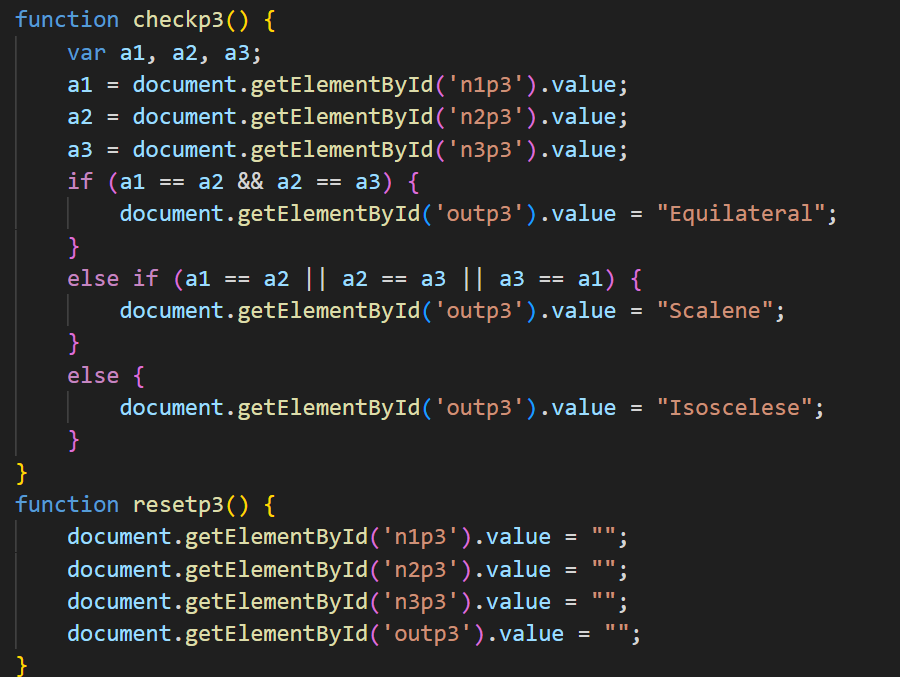 function checkp3() {
    var a1, a2, a3;
    a1 = document.getElementById('n1p3').value;
    a2 = document.getElementById('n2p3').value;
    a3 = document.getElementById('n3p3').value;
    if (a1 == a2 && a2 == a3) {
        document.getElementById('outp3').value = "Equilateral";
    }
    else if (a1 == a2 || a2 == a3 || a3 == a1) {
        document.getElementById('outp3').value = "Scalene";
    }
    else {
        document.getElementById('outp3').value = "Isoscelese";
    }
}
function resetp3() {
    document.getElementById('n1p3').value = "";
    document.getElementById('n2p3').value = "";
    document.getElementById('n3p3').value = "";
    document.getElementById('outp3').value = "";
}